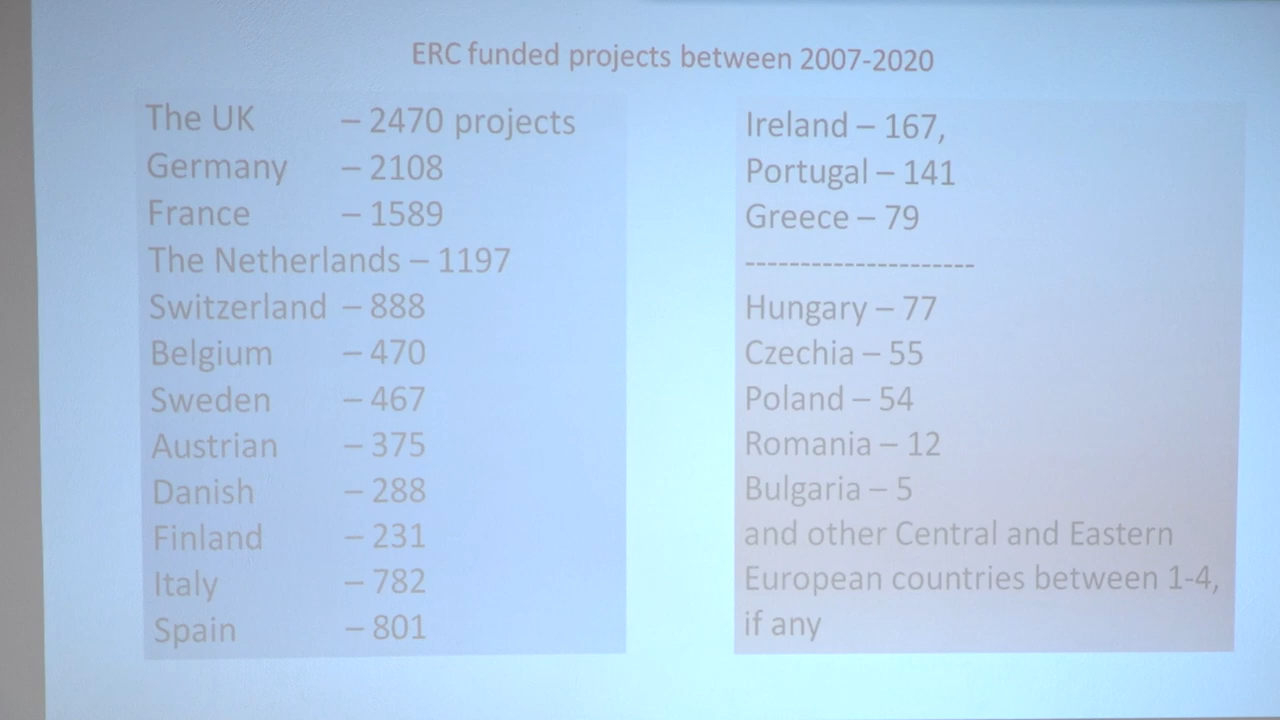 ERC funded projects between 2007-2020
The UK – 2470 projects
Germany – 2108
France – 1589
The Netherlands – 1197
Switzerland – 888
Belgium – 470
Sweden – 467
Austrian – 375
Danish – 288
Finland – 231
Italy – 782
Spain – 801
Ireland – 167,
Portugal – 141
Greece – 79
---------------------
Hungary – 77
Czechia – 55
Poland – 54
Romania – 12
Bulgaria – 5
and other Central and Eastern
European countries between 1-4,
if any